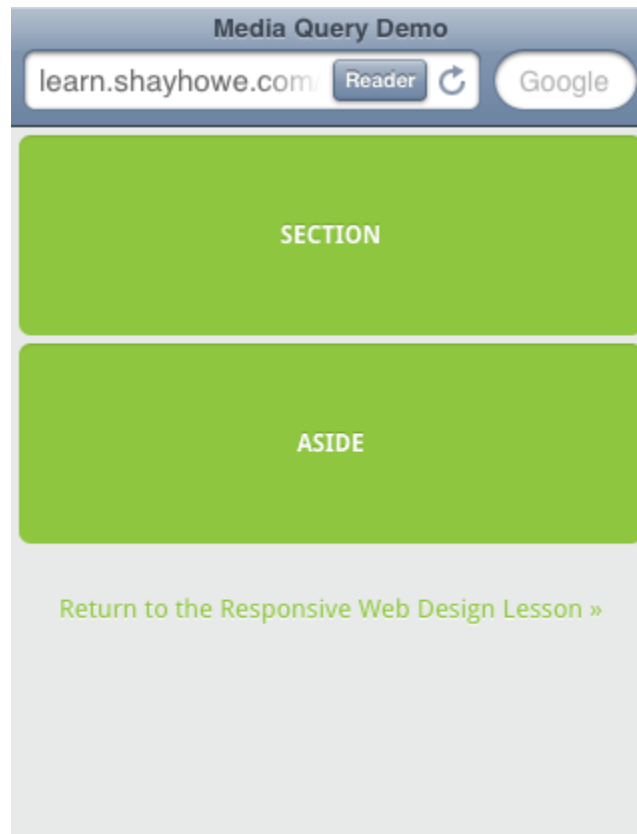 Media Query Demo
learn.shayhowe.com/ Reader Google
SECTION
ASIDE
Return to the Responsive Web Design Lesson »